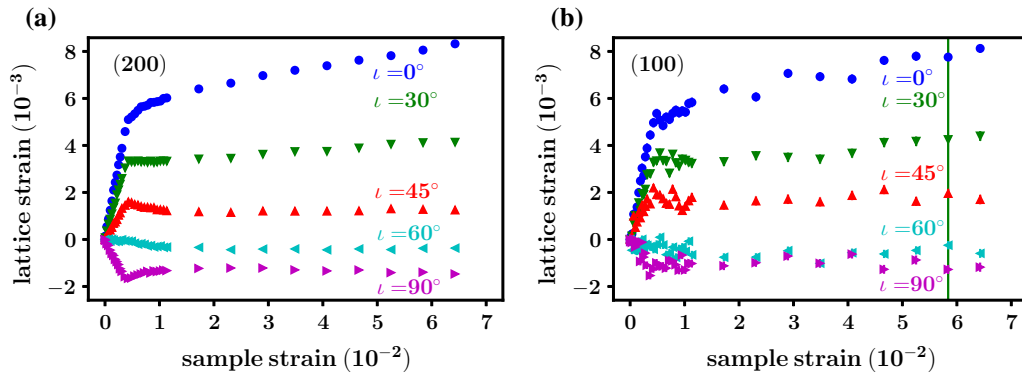 (a)
(200)
ι =0°
ι =30°
ι =45°
ι =60°
ι =90°
8
6
4
2
0
−2
0 1 2 3 4 5 6 7
lattice strain (10⁻³)
sample strain (10⁻²)
(b)
(100)
ι =0°
ι =30°
ι =45°
ι =60°
ι =90°
8
6
4
2
0
−2
0 1 2 3 4 5 6 7
lattice strain (10⁻³)
sample strain (10⁻²)